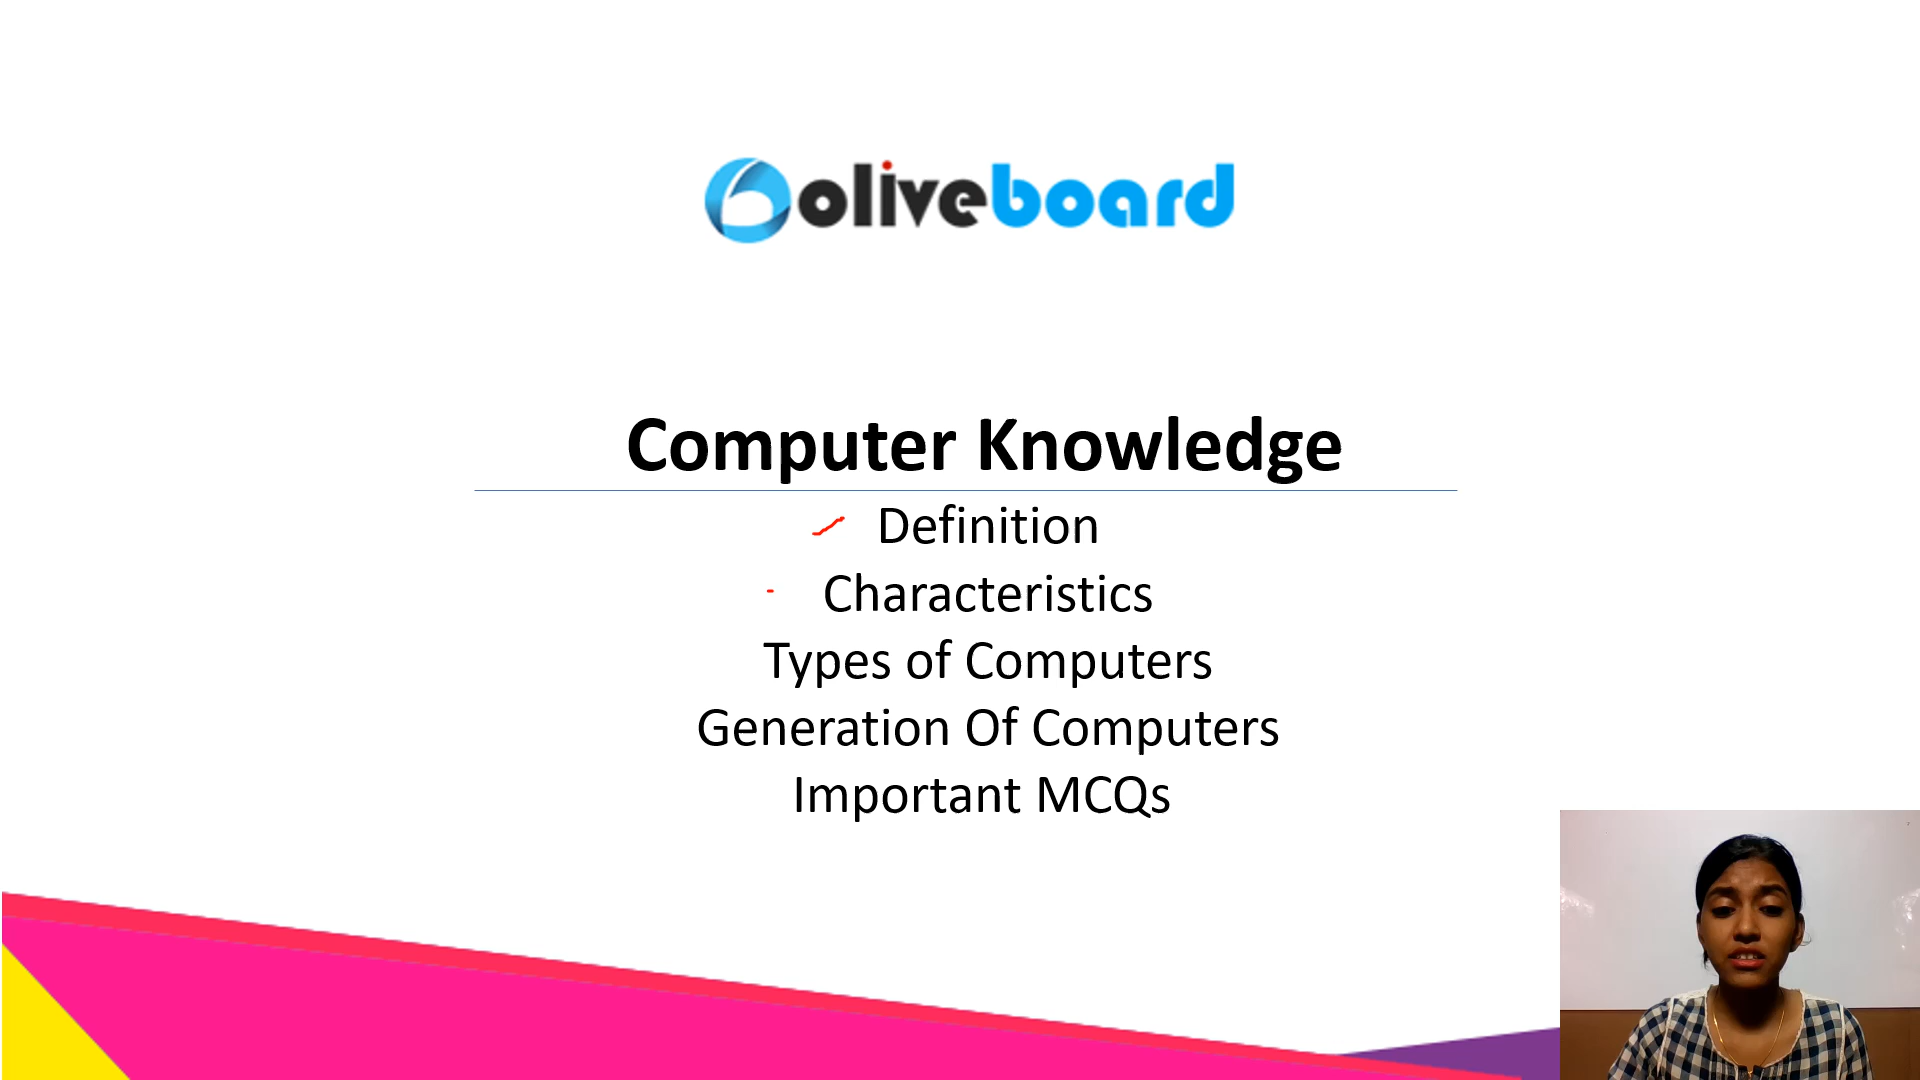 oliveboard
Computer Knowledge
Definition
Characteristics
Types of Computers
Generation Of Computers
Important MCQs